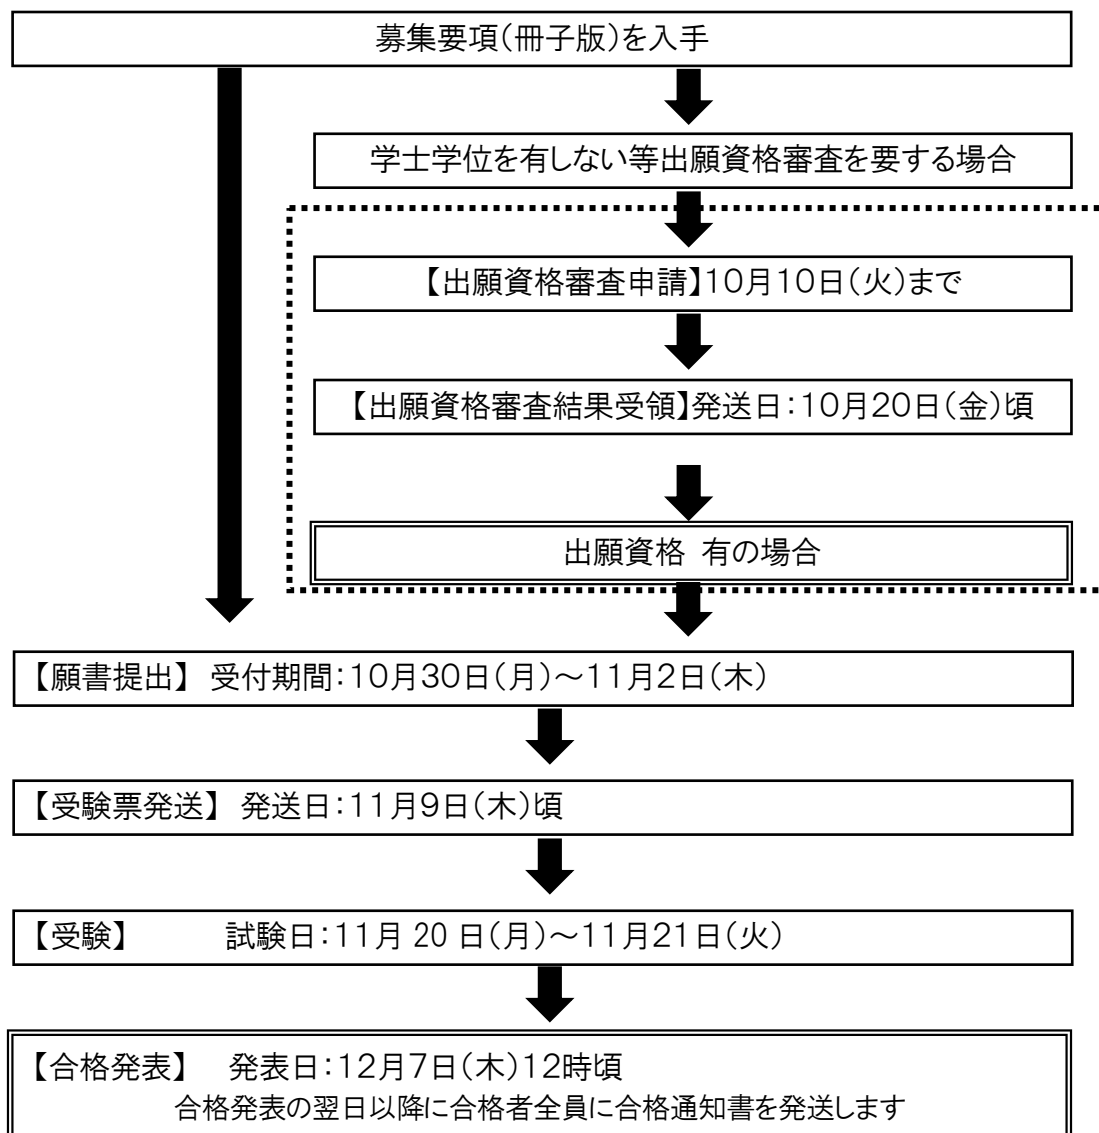 募集要項(冊子版)を入手
学士学位を有しない等出願資格審査を要する場合
【出願資格審査申請】10月10日(火)まで
【出願資格審査結果受領】発送日:10月20日(金)頃
出願資格 有の場合
【願書提出】 受付期間:10月30日(月)～11月2日(木)
【受験票発送】 発送日:11月9日(木)頃
【受験】 試験日:11月 20 日(月)～11月21日(火)
【合格発表】 発表日:12月7日(木)12時頃
合格発表の翌日以降に合格者全員に合格通知書を発送します